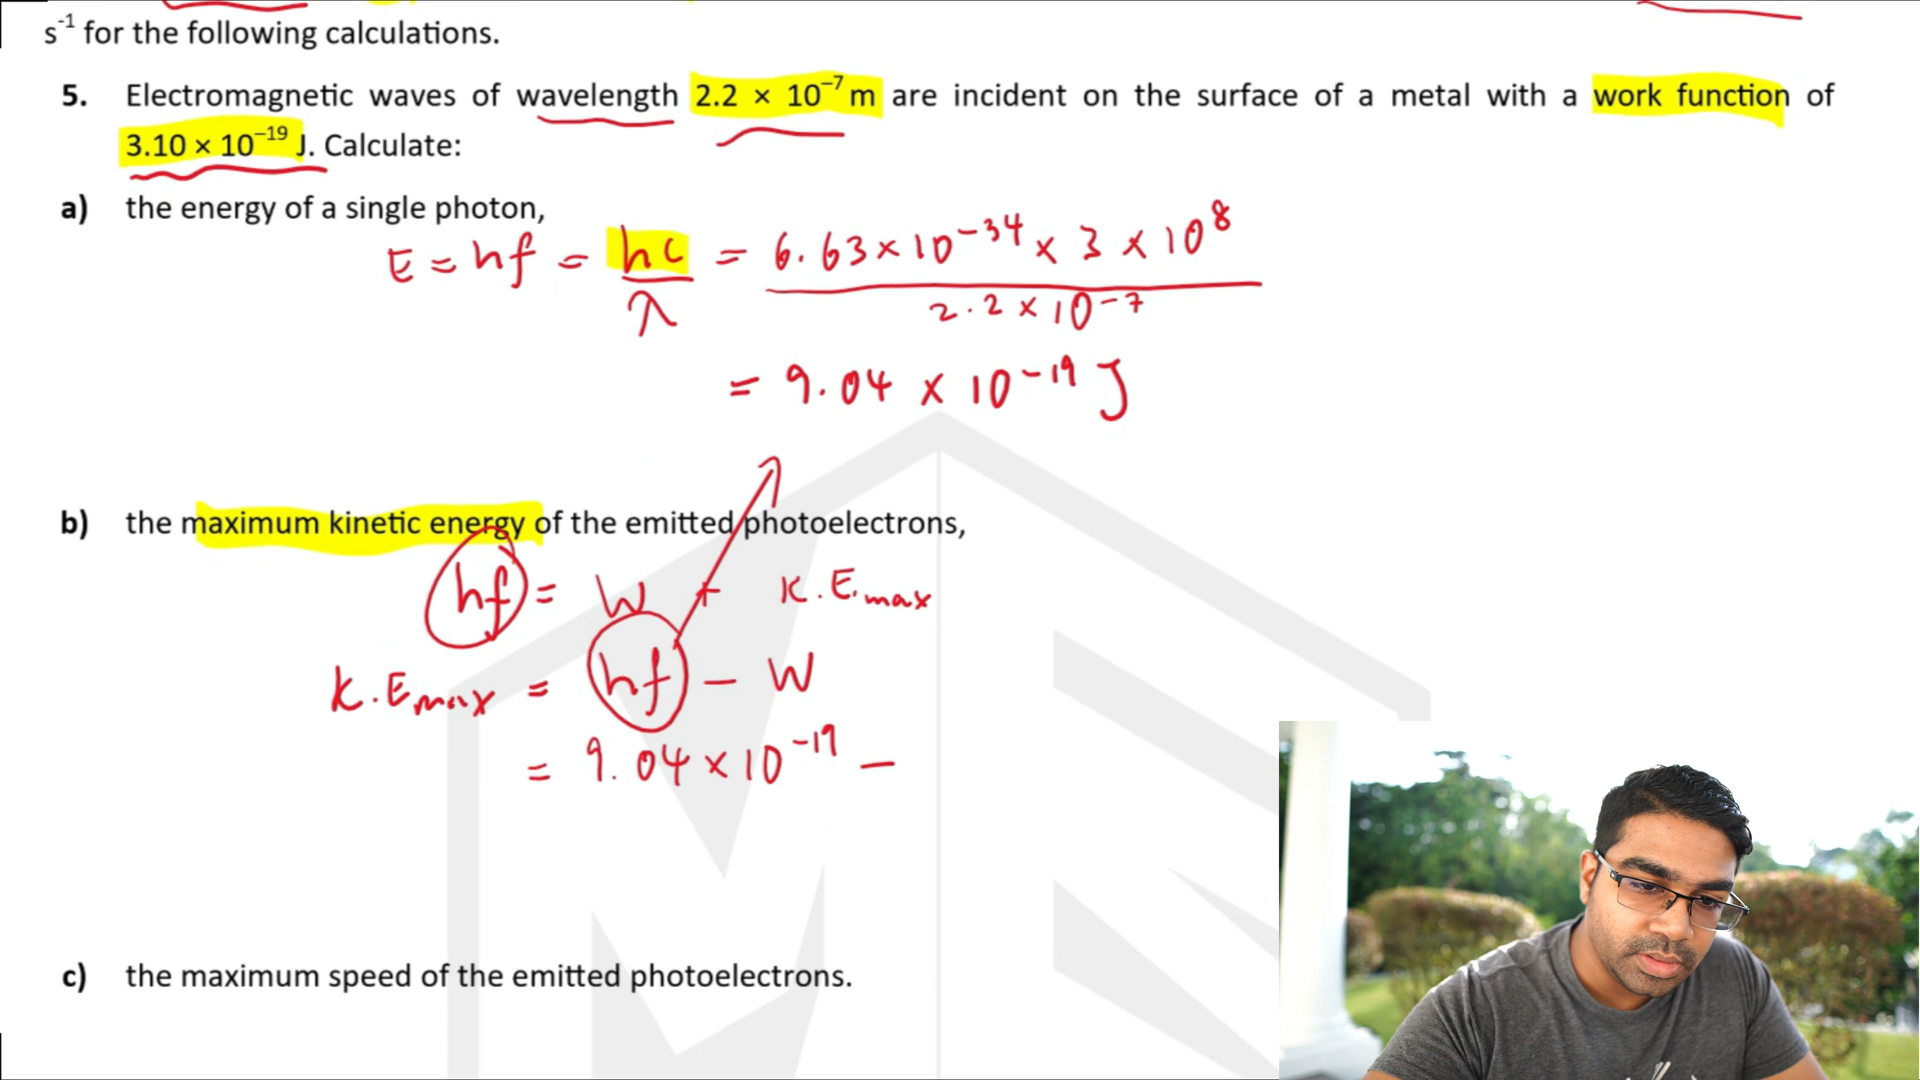 s⁻¹ for the following calculations.
5. Electromagnetic waves of wavelength 2.2 × 10⁻⁷ m are incident on the surface of a metal with a work function of
3.10 × 10⁻¹⁹ J. Calculate:
a) the energy of a single photon,
E = hf = hc/λ = 6.63 × 10⁻³⁴ × 3 × 10⁸ / 2.2 × 10⁻⁷
= 9.04 × 10⁻¹⁹ J
b) the maximum kinetic energy of the emitted photoelectrons,
hf = W + K.E.max
K.Emax = hf - W
= 9.04 × 10⁻¹⁹ -
c) the maximum speed of the emitted photoelectrons.